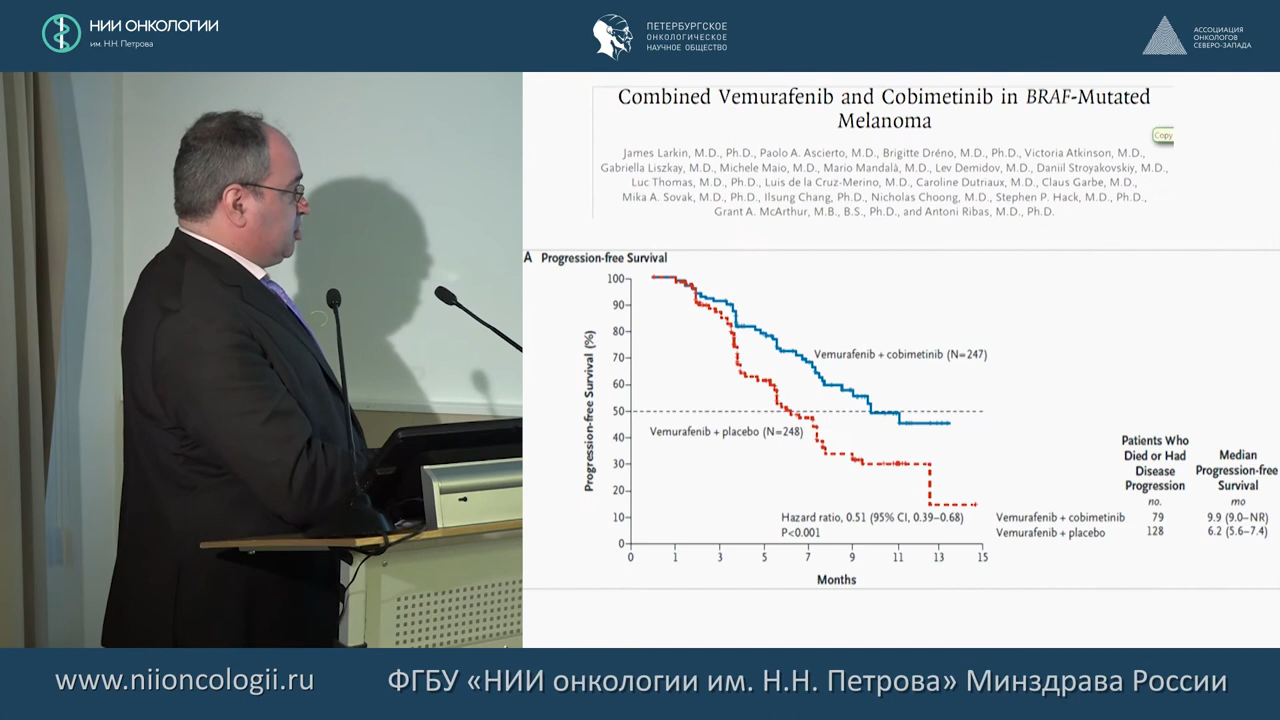 НИИ ОНКОЛОГИИ
им. Н.Н. Петрова
ПЕТЕРБУРГСКОЕ
ОНКОЛОГИЧЕСКОЕ
НАУЧНОЕ ОБЩЕСТВО
АССОЦИАЦИЯ
ОНКОЛОГОВ
СЕВЕРО-ЗАПАДА
Combined Vemurafenib and Cobimetinib in BRAF-Mutated
Melanoma
Copy
James Larkin, M.D., Ph.D., Paolo A. Ascierto, M.D., Brigitte Dréno, M.D., Ph.D., Victoria Atkinson, M.D.,
Gabriella Liszkay, M.D., Michele Maio, M.D., Mario Mandalà, M.D., Lev Demidov, M.D., Daniil Stroyakovskiy, M.D.,
Luc Thomas, M.D., Ph.D., Luis de la Cruz-Merino, M.D., Caroline Dutriaux, M.D., Claus Garbe, M.D.,
Mika A. Sovak, M.D., Ph.D., Ilsung Chang, Ph.D., Nicholas Choong, M.D., Stephen P. Hack, M.D., Ph.D.,
Grant A. McArthur, M.B., B.S., Ph.D., and Antoni Ribas, M.D., Ph.D.
A Progression-free Survival
Progression-free Survival (%)
100
90
80
70
60
50
40
30
20
10
0
Vemurafenib + cobimetinib (N=247)
Vemurafenib + placebo (N=248)
Hazard ratio, 0.51 (95% CI, 0.39–0.68)
P<0.001
0 1 3 5 7 9 11 13 15
Months
Patients Who
Died or Had
Disease
Progression
Median
Progression-free
Survival
no. mo
Vemurafenib + cobimetinib 79 9.9 (9.0–NR)
Vemurafenib + placebo 128 6.2 (5.6–7.4)
www.niioncologii.ru ФГБУ «НИИ онкологии им. Н.Н. Петрова» Минздрава России